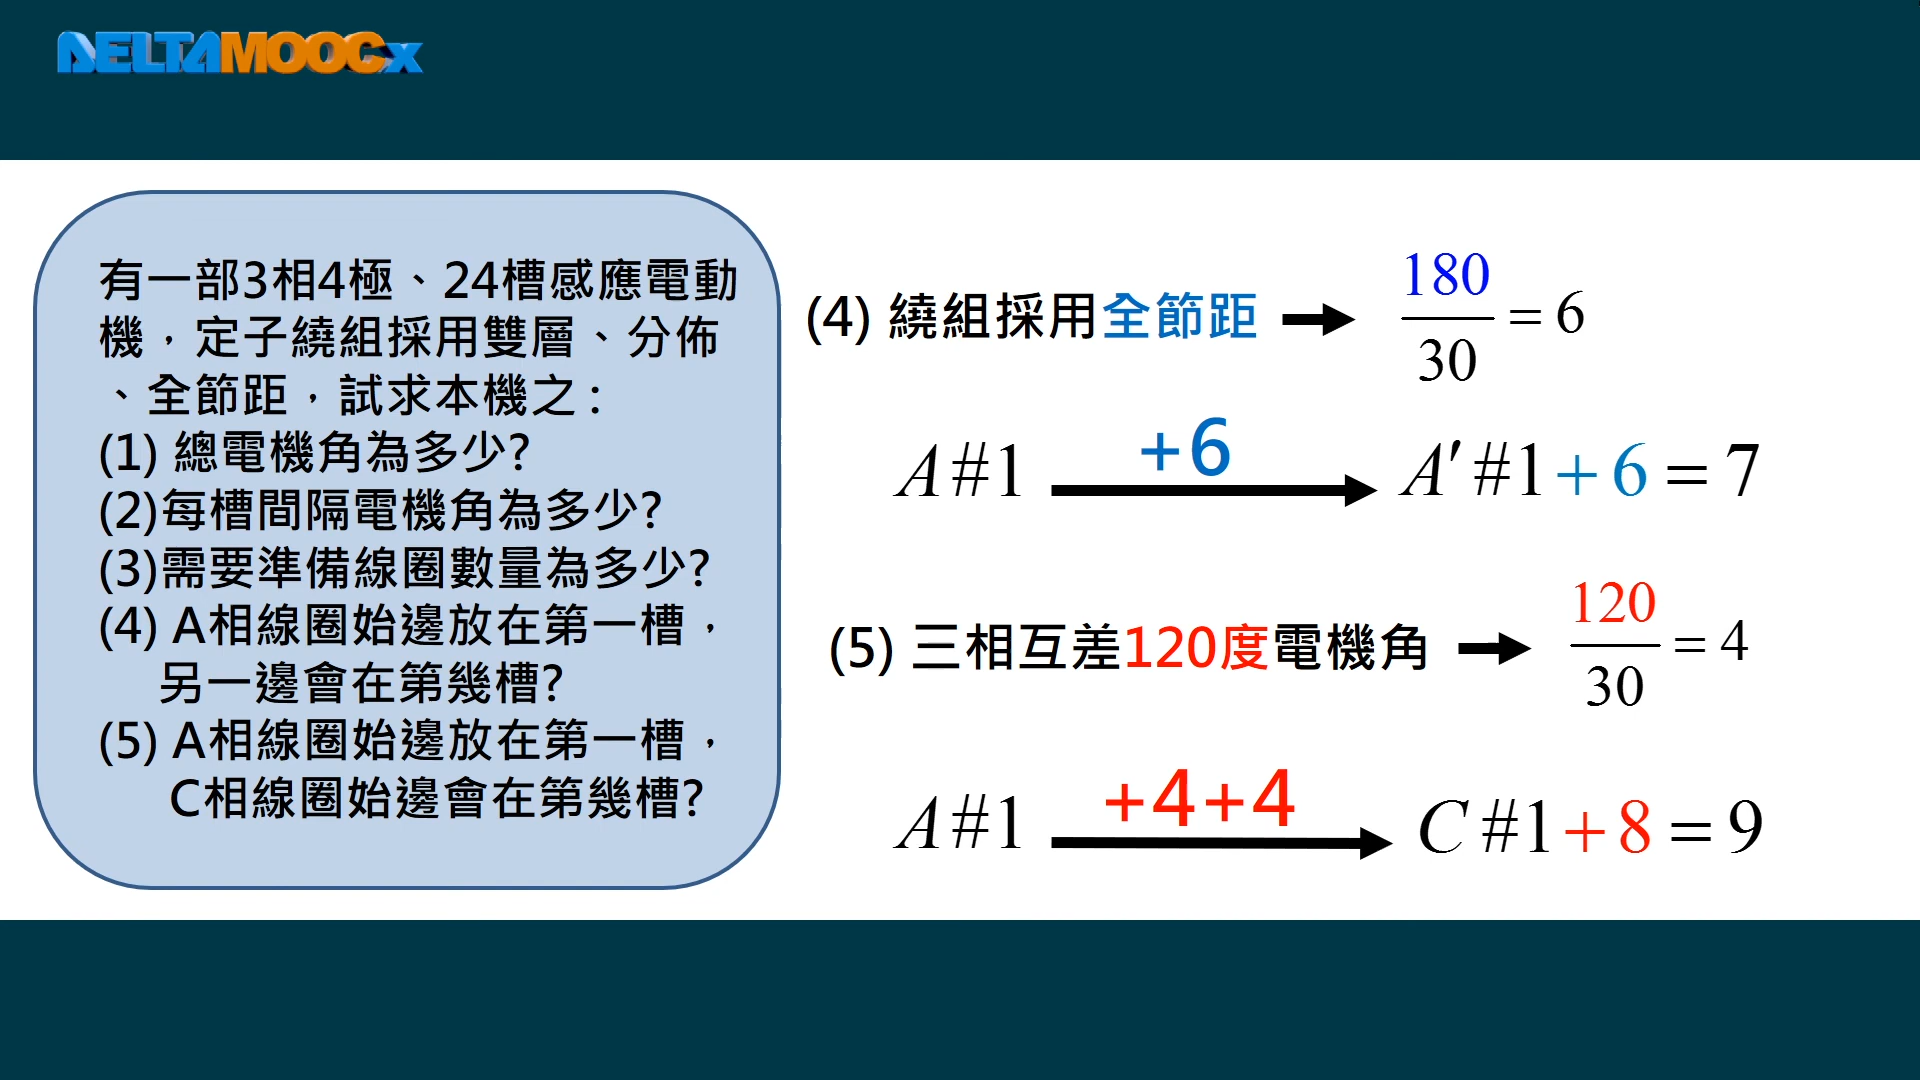 DELTAMOOCx
有一部3相4極、24槽感應電動
機，定子繞組採用雙層、分佈
、全節距，試求本機之：
(1) 總電機角為多少?
(2)每槽間隔電機角為多少?
(3)需要準備線圈數量為多少?
(4) A相線圈始邊放在第一槽，
另一邊會在第幾槽?
(5) A相線圈始邊放在第一槽，
C相線圈始邊會在第幾槽?
(4) 繞組採用全節距 ➡ 180/30 = 6
+6
A#1 → A′#1+6=7
(5) 三相互差120度電機角 ➡ 120/30 = 4
+4+4
A#1 → C#1+8=9